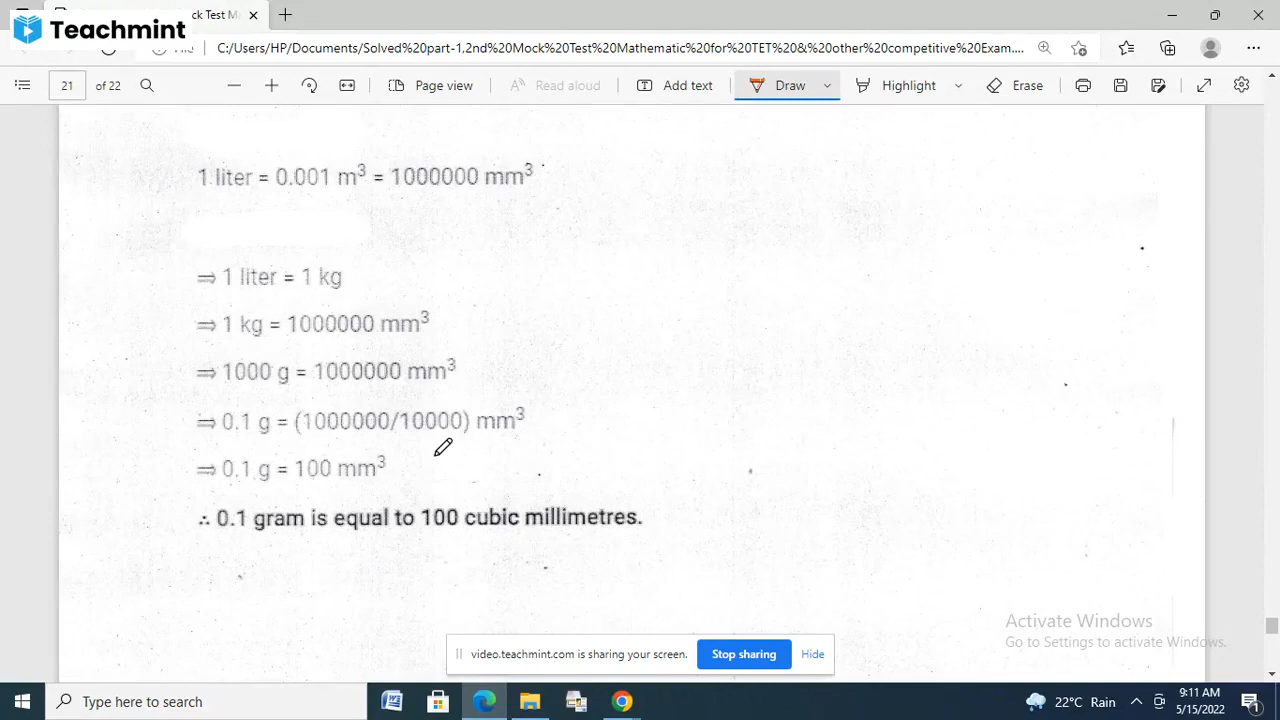 Teachmint
ck Test Ma
C:/Users/HP/Documents/Solved%20part-1,2nd%20Mock%20Test%20Mathematic%20for%20TET%20&%20other%20competitive%20Exam....
21 of 22 Page view Read aloud Add text Draw Highlight Erase
1 liter = 0.001 m³ = 1000000 mm³
⇒ 1 liter = 1 kg
⇒ 1 kg = 1000000 mm³
⇒ 1000 g = 1000000 mm³
⇒ 0.1 g = (1000000/10000) mm³
⇒ 0.1 g = 100 mm³
∴ 0.1 gram is equal to 100 cubic millimetres.
Activate Windows
Go to Settings to activate Windows.
video.teachmint.com is sharing your screen. Stop sharing Hide
Type here to search
22°C Rain
9:11 AM
5/15/2022
1